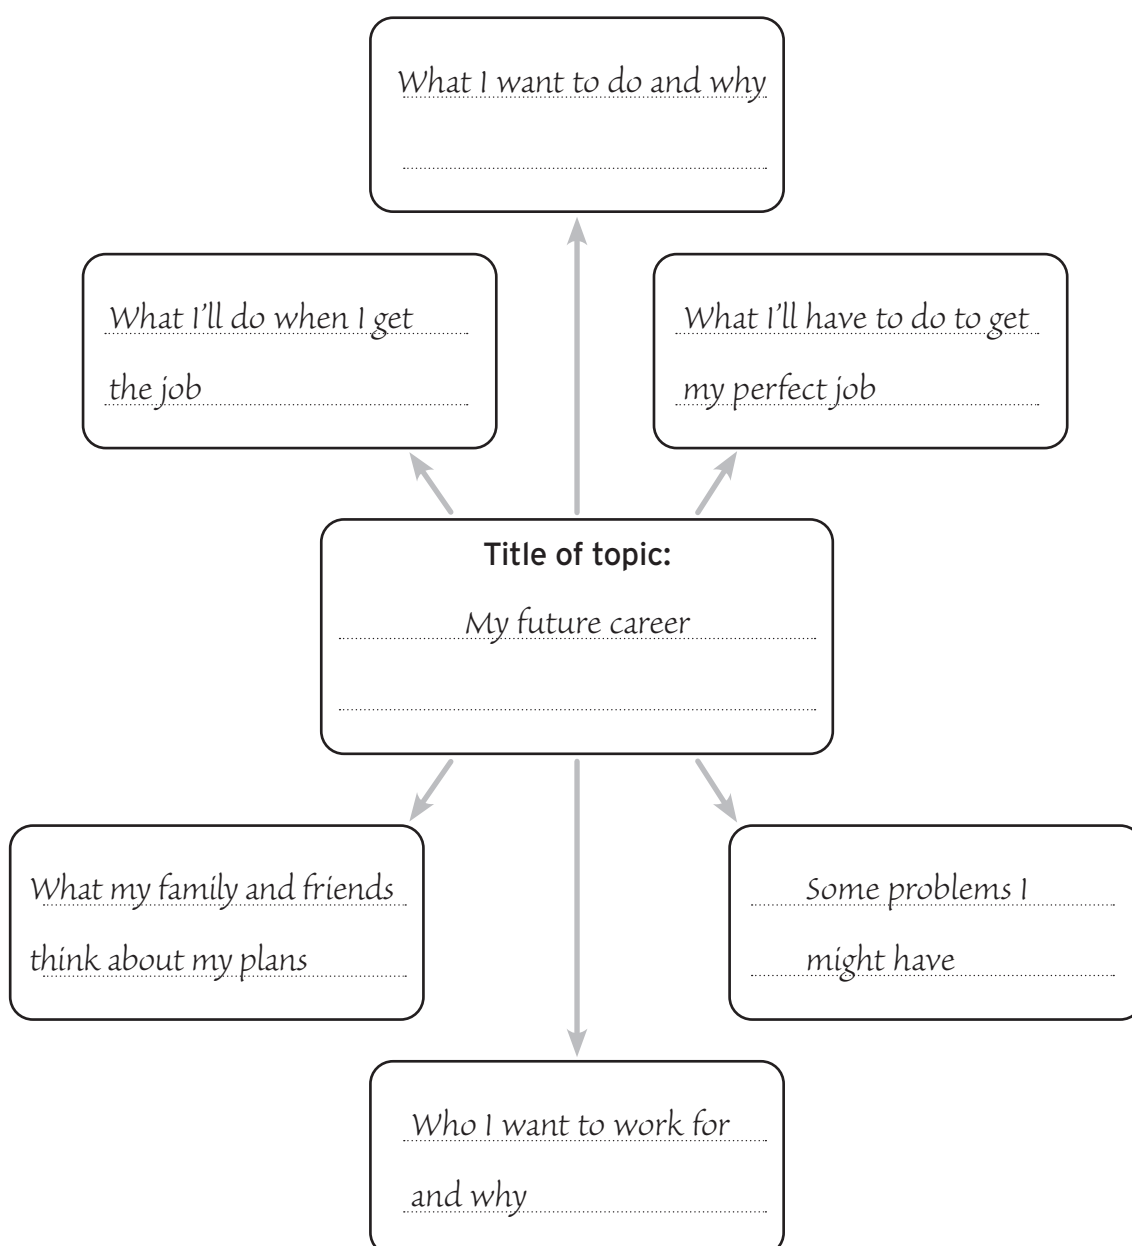 What I want to do and why
What I'll do when I get
the job
What I'll have to do to get
my perfect job
Title of topic:
My future career
What my family and friends
think about my plans
Some problems I
might have
Who I want to work for
and why